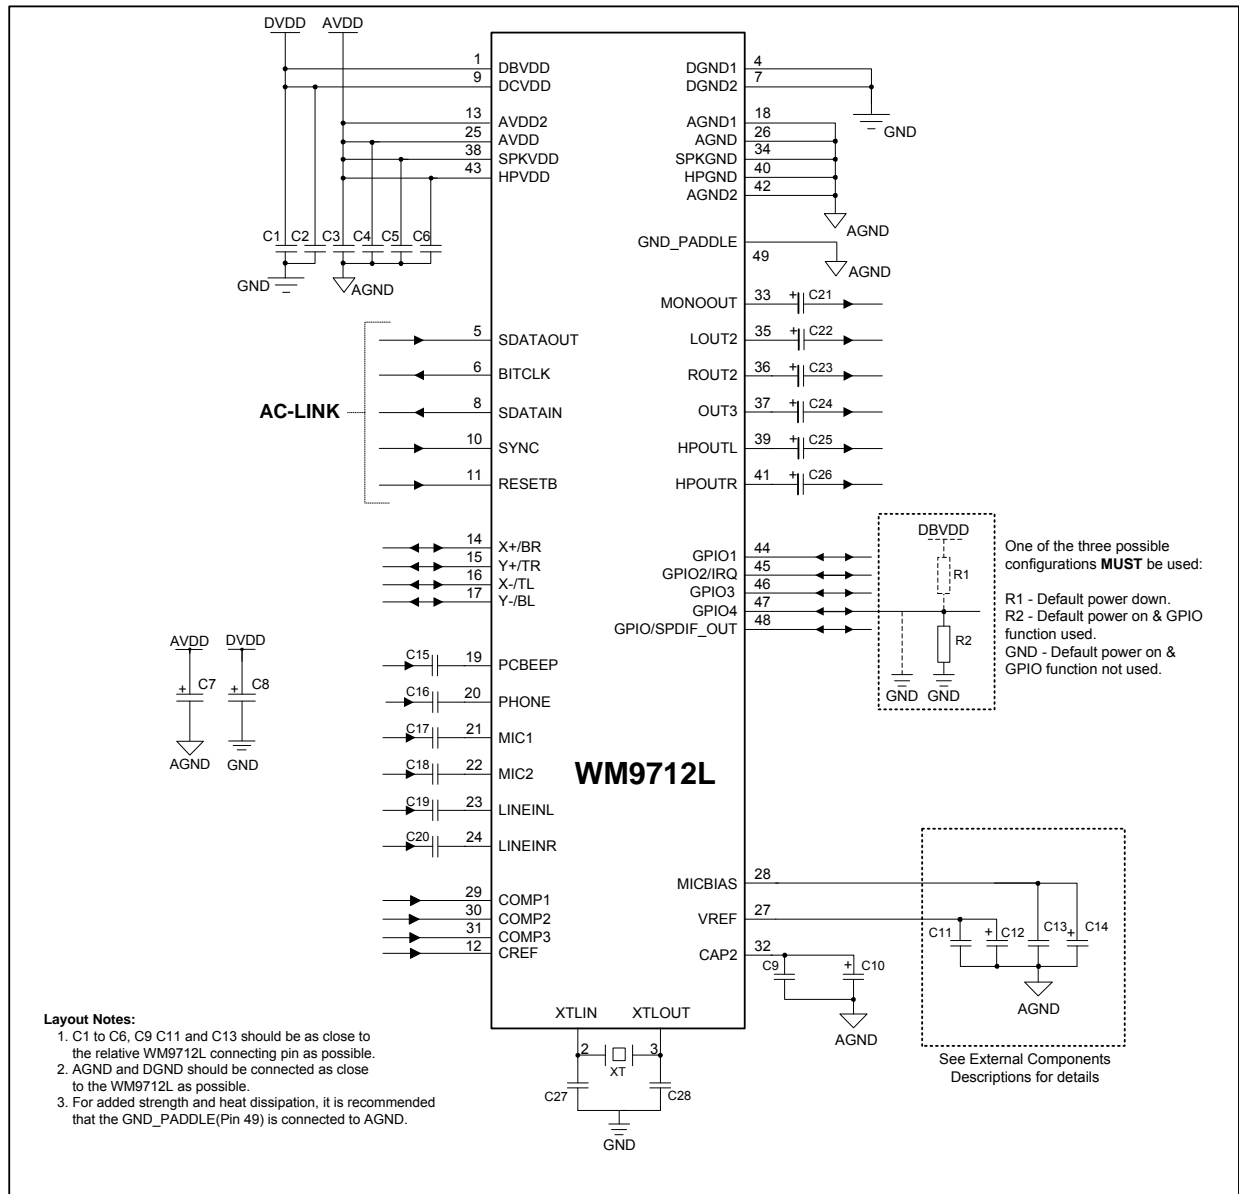 DVDD AVDD
1 DBVDD
9 DCVDD
13 AVDD2
25 AVDD
38 SPKVDD
43 HPVDD
C1 C2 C3 C4 C5 C6
GND AGND
DGND1 4
DGND2 7
GND
AGND1 18
AGND 26
SPKGND 34
HPGND 40
AGND2 42
AGND
GND_PADDLE 49
AGND
MONOOUT 33 + C21
LOUT2 35 + C22
ROUT2 36 + C23
OUT3 37 + C24
HPOUTL 39 + C25
HPOUTR 41 + C26
AC-LINK
5 SDATAOUT
6 BITCLK
8 SDATAIN
10 SYNC
11 RESETB
14 X+/BR
15 Y+/TR
16 X-/TL
17 Y-/BL
GPIO1 44
GPIO2/IRQ 45
GPIO3 46
GPIO4 47
GPIO/SPDIF_OUT 48
DBVDD
R1
R2
GND GND
One of the three possible
configurations MUST be used:
R1 - Default power down.
R2 - Default power on & GPIO
function used.
GND - Default power on &
GPIO function not used.
AVDD DVDD
+ C7 + C8
AGND GND
C15 19 PCBEEP
C16 20 PHONE
C17 21 MIC1
C18 22 MIC2
C19 23 LINEINL
C20 24 LINEINR
WM9712L
29 COMP1
30 COMP2
31 COMP3
12 CREF
MICBIAS 28
VREF 27
CAP2 32
C9 + C10
AGND
C11 + C12 C13 + C14
AGND
See External Components
Descriptions for details
XTLIN XTLOUT
2 3
XT
C27 C28
GND
Layout Notes:
1. C1 to C6, C9 C11 and C13 should be as close to
the relative WM9712L connecting pin as possible.
2. AGND and DGND should be connected as close
to the WM9712L as possible.
3. For added strength and heat dissipation, it is recommended
that the GND_PADDLE(Pin 49) is connected to AGND.